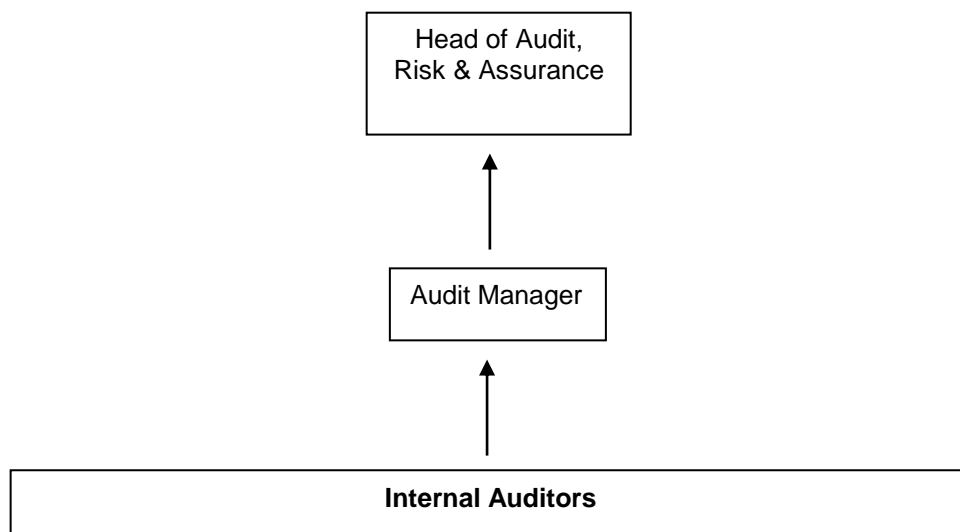 Head of Audit,
Risk & Assurance
Audit Manager
Internal Auditors